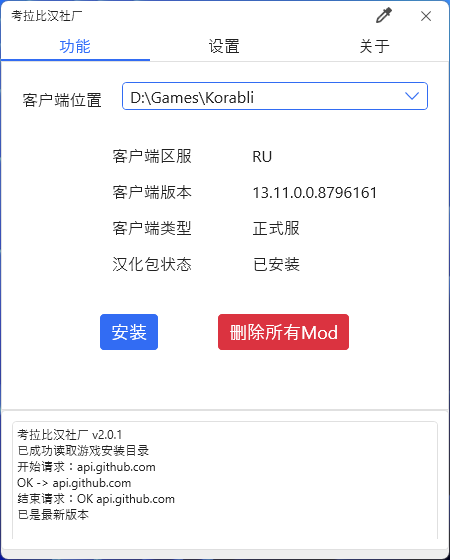 考拉比汉社厂
功能 设置 关于
客户端位置 D:\Games\Korabli
客户端区服 RU
客户端版本 13.11.0.0.8796161
客户端类型 正式服
汉化包状态 已安装
安装 删除所有Mod
考拉比汉社厂 v2.0.1
已成功读取游戏安装目录
开始请求：api.github.com
OK -> api.github.com
结束请求：OK api.github.com
已是最新版本